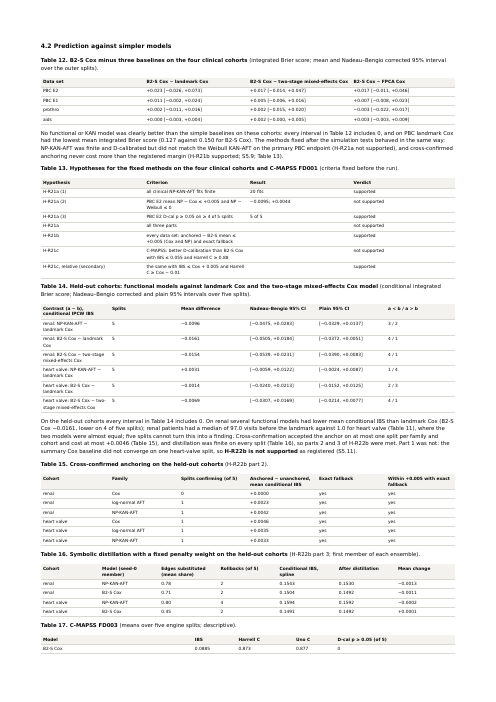 4.2 Prediction against simpler models
Table 12. B2-S Cox minus three baselines on the four clinical cohorts (integrated Brier score; mean and Nadeau-Bengio corrected 95% interval
over the outer splits).
Data set B2-S Cox − landmark Cox B2-S Cox − two-stage mixed-effects Cox B2-S Cox − FPCA Cox
PBC E2 +0.023 [−0.026, +0.073] +0.017 [−0.014, +0.047] +0.017 [−0.011, +0.046]
PBC E1 +0.011 [−0.002, +0.024] +0.005 [−0.006, +0.016] +0.007 [−0.008, +0.023]
prothro +0.002 [−0.011, +0.016] +0.002 [−0.011, +0.016] −0.003 [−0.022, +0.017]
aids +0.000 [−0.003, +0.004] +0.000 [−0.002, +0.003] +0.003 [−0.003, +0.009]
No functional or KAN model was clearly better than the simple baselines on these cohorts; every interval in Table 12 includes 0, and on PBC landmark Cox
had the lowest mean integrated Brier score (0.127 against 0.150 for B2-S Cox). The methods fixed after the simulation tests behaved in the same way:
NP-KAN-AFT was finite and D-calibrated but did not match the Weibull KAN-AFT on the primary PBC endpoint (H-R21a not supported), and cross-confirmed
anchoring never cost more than the registered margin (H-R21b supported; S5.9; Table 13).
Table 13. Hypotheses for the fixed methods on the four clinical cohorts and C-MAPSS FD001 (criteria fixed before the run).
Hypothesis Criterion Result Verdict
H-R21a (1) all clinical NP-KAN-AFT fits finite 20 fits supported
H-R21a (2) PBC E2 mean NP − Cox ≤ +0.005 and NP − −0.0095; +0.0044 not supported
Weibull ≤ 0
H-R21a (3) PBC E2 D-cal p ≥ 0.05 on ≥ 4 of 5 splits 5 of 5 supported
H-R21a all three parts not supported
H-R21b every data set: anchored − B2-S mean ≤ supported
+0.005 (Cox and NP) and exact fallback
H-R21c C-MAPSS: better D-calibration than B2-S Cox not supported
with IBS ≤ 0.055 and Harrell C ≥ 0.88
H-R21c, relative (secondary) the same with IBS ≤ Cox + 0.005 and Harrell not supported
C ≥ Cox − 0.01
Table 14. Held-out cohorts: functional models against landmark Cox and the two-stage mixed-effects Cox model (conditional integrated
Brier score; Nadeau-Bengio corrected and plain 95% intervals over five splits).
Contrast (a − b), Splits Mean difference Nadeau-Bengio 95% CI Plain 95% CI a < b / a > b
conditional IPCW IBS
renal: NP-KAN-AFT − 5 −0.0096 [−0.0475, +0.0283] [−0.0329, +0.0137] 3 / 2
landmark Cox
renal: B2-S Cox − landmark 5 −0.0161 [−0.0505, +0.0180] [−0.0372, +0.0051] 4 / 1
Cox
renal: B2-S Cox − two-stage 5 −0.0154 [−0.0539, +0.0231] [−0.0390, +0.0083] 4 / 1
mixed-effects Cox
heart valve: NP-KAN-AFT − 5 +0.0031 [−0.0059, +0.0122] [−0.0024, +0.0087] 1 / 4
landmark Cox
heart valve: B2-S Cox − 5 −0.0014 [−0.0240, +0.0213] [−0.0152, +0.0125] 2 / 3
landmark Cox
heart valve: B2-S Cox − two- 5 −0.0069 [−0.0307, +0.0169] [−0.0214, +0.0077] 4 / 1
stage mixed-effects Cox
On the held-out cohorts every interval in Table 14 includes 0. On renal several functional models had lower mean conditional IBS than landmark Cox (B2-S
Cox −0.0161, lower on 4 of five splits); renal patients had a median of 97.0 visits before the landmark against 1.0 for heart valve (Table 11), where the
two models were almost equal; five splits cannot turn this into a finding. Cross-confirmation accepted the anchor on at most one split per family and
cohort and cost at most +0.0046 (Table 15), and distillation was finite on every split (Table 16), so parts 2 and 3 of H-R22b were met. Part 1 was not: the
summary Cox baseline did not converge on one heart-valve split, so H-R22b is not supported as registered (S5.11).
Table 15. Cross-confirmed anchoring on the held-out cohorts (H-R22b part 2).
Cohort Family Splits confirming (of 5) Anchored − unanchored, Exact fallback Within +0.005 with exact
mean conditional IBS fallback
renal Cox 0 +0.0000 yes yes
renal log-normal AFT 1 +0.0023 yes yes
renal NP-KAN-AFT 1 +0.0042 yes yes
heart valve Cox 1 +0.0046 yes yes
heart valve log-normal AFT 1 +0.0035 yes yes
heart valve NP-KAN-AFT 1 +0.0033 yes yes
Table 16. Symbolic distillation with a fixed penalty weight on the held-out cohorts (H-R22b part 3; first member of each ensemble).
Cohort Model (seed-0 Edges substituted Rollbacks (of 5) Conditional IBS, After distillation Mean change
member) (mean share) spline
renal NP-KAN-AFT 0.78 2 0.1543 0.1530 −0.0013
renal B2-S Cox 0.71 2 0.1504 0.1492 −0.0011
heart valve NP-KAN-AFT 0.80 4 0.1594 0.1592 −0.0002
heart valve B2-S Cox 0.45 2 0.1491 0.1492 +0.0001
Table 17. C-MAPSS FD003 (means over five engine splits; descriptive).
Model IBS Harrell C Uno C D-cal p ≥ 0.05 (of 5)
B2-S Cox 0.0885 0.873 0.877 0